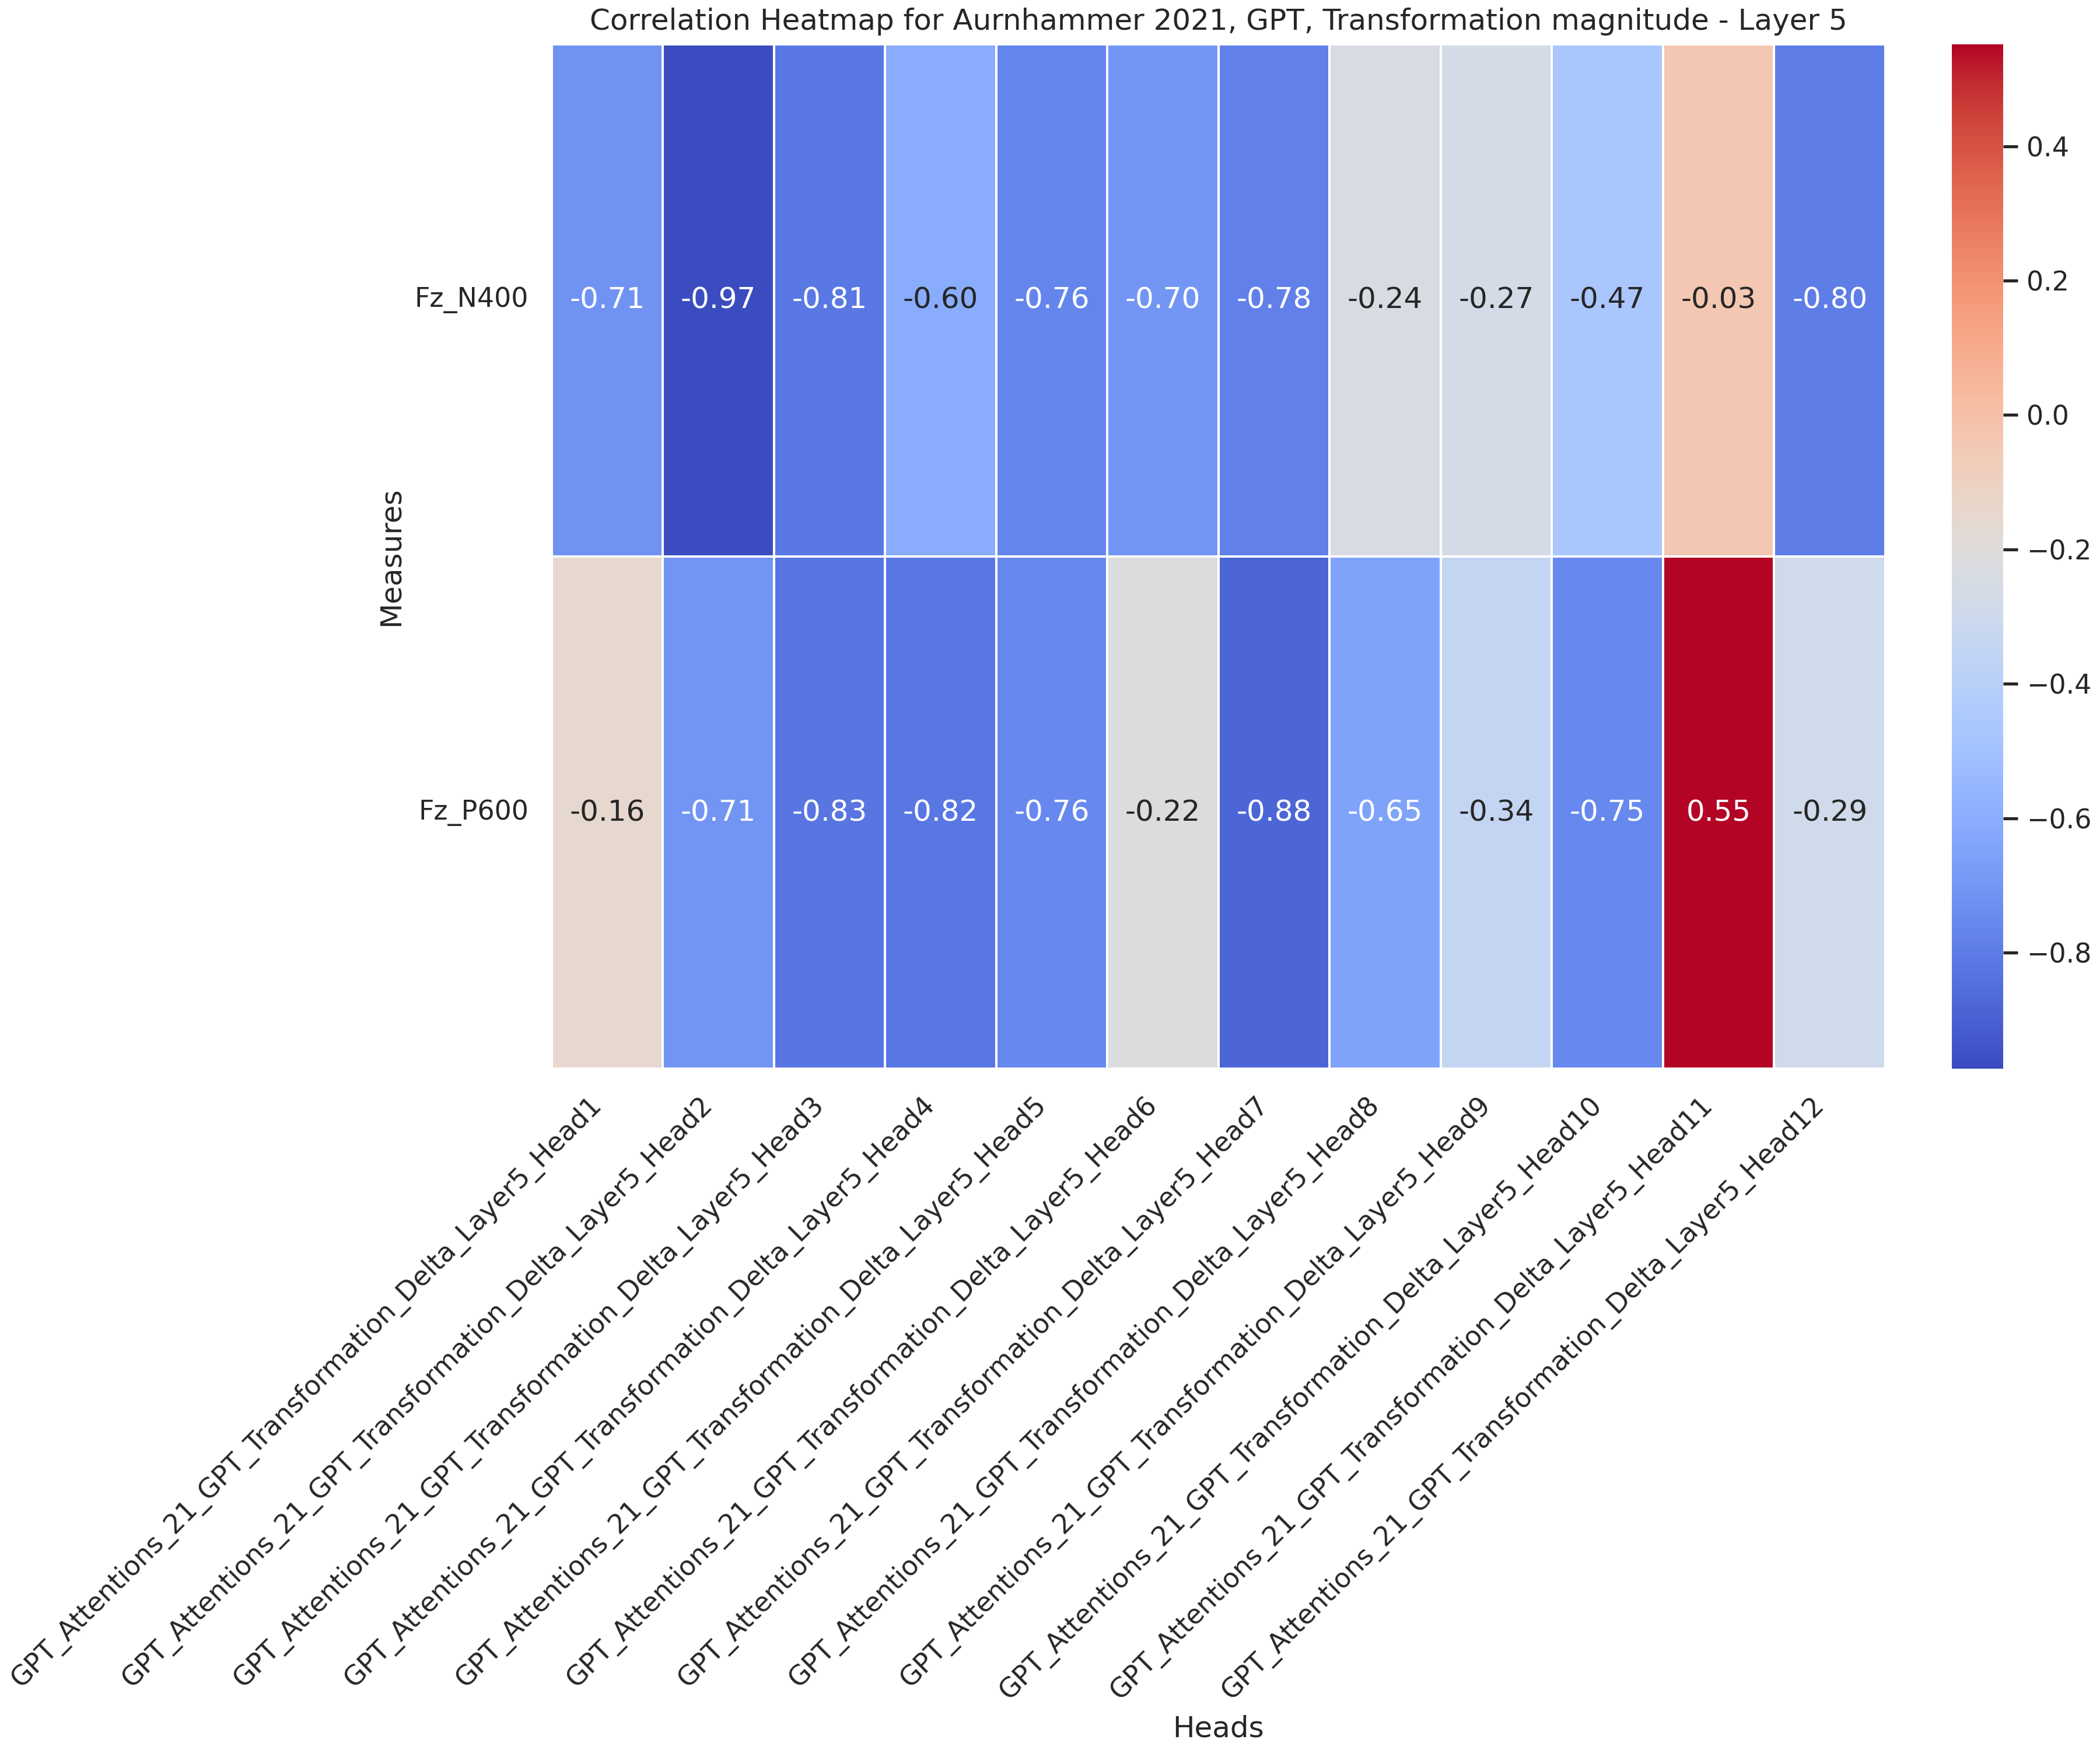 Correlation Heatmap for Aurnhammer 2021, GPT, Transformation magnitude - Layer 5
Measures
Fz_N400
-0.71 -0.97 -0.81 -0.60 -0.76 -0.70 -0.78 -0.24 -0.27 -0.47 -0.03 -0.80
Fz_P600
-0.16 -0.71 -0.83 -0.82 -0.76 -0.22 -0.88 -0.65 -0.34 -0.75 0.55 -0.29
0.4
0.2
0.0
−0.2
−0.4
−0.6
−0.8
GPT_Attentions_21_GPT_Transformation_Delta_Layer5_Head1
GPT_Attentions_21_GPT_Transformation_Delta_Layer5_Head2
GPT_Attentions_21_GPT_Transformation_Delta_Layer5_Head3
GPT_Attentions_21_GPT_Transformation_Delta_Layer5_Head4
GPT_Attentions_21_GPT_Transformation_Delta_Layer5_Head5
GPT_Attentions_21_GPT_Transformation_Delta_Layer5_Head6
GPT_Attentions_21_GPT_Transformation_Delta_Layer5_Head7
GPT_Attentions_21_GPT_Transformation_Delta_Layer5_Head8
GPT_Attentions_21_GPT_Transformation_Delta_Layer5_Head9
GPT_Attentions_21_GPT_Transformation_Delta_Layer5_Head10
GPT_Attentions_21_GPT_Transformation_Delta_Layer5_Head11
GPT_Attentions_21_GPT_Transformation_Delta_Layer5_Head12
Heads